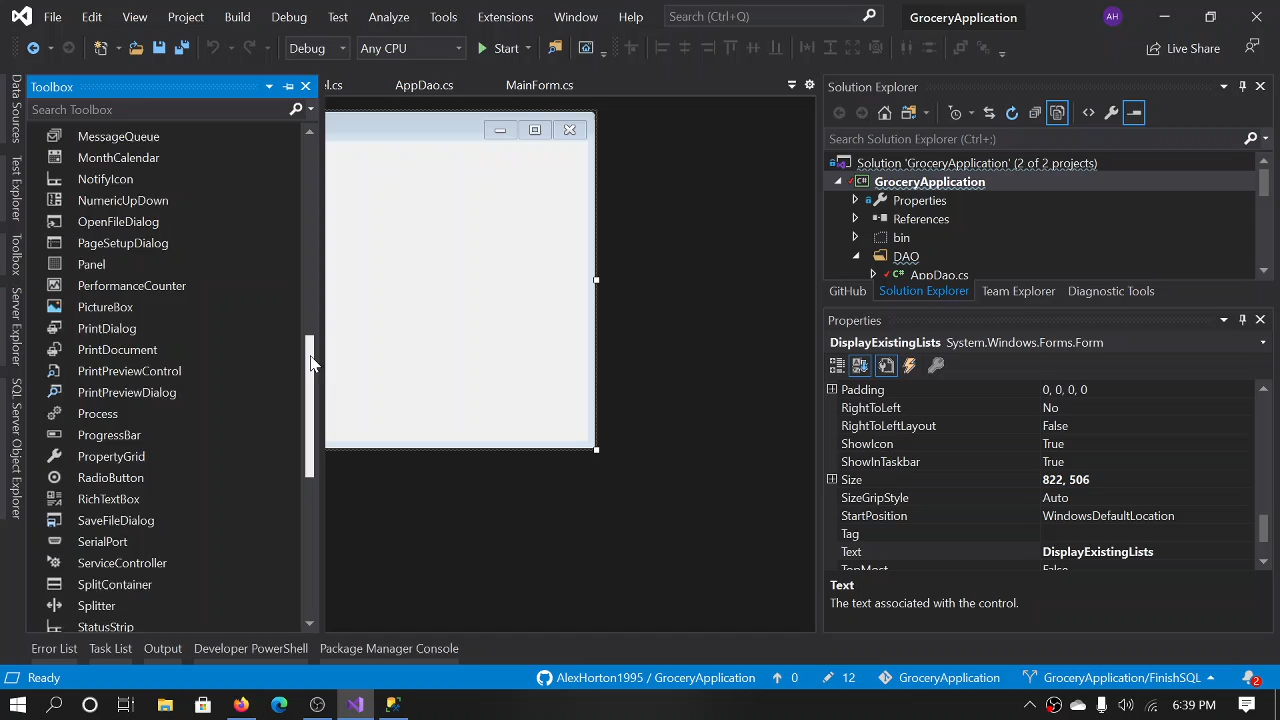 File Edit View Project Build Debug Test Analyze Tools Extensions Window Help Search (Ctrl+Q) GroceryApplication AH
Debug Any CPU Start Live Share
Toolbox
el.cs AppDao.cs MainForm.cs
Search Toolbox
MessageQueue
MonthCalendar
NotifyIcon
NumericUpDown
OpenFileDialog
PageSetupDialog
Panel
PerformanceCounter
PictureBox
PrintDialog
PrintDocument
PrintPreviewControl
PrintPreviewDialog
Process
ProgressBar
PropertyGrid
RadioButton
RichTextBox
SaveFileDialog
SerialPort
ServiceController
SplitContainer
Splitter
StatusStrip
Data Sources
Test Explorer
Toolbox
Server Explorer
SQL Server Object Explorer
Solution Explorer
Search Solution Explorer (Ctrl+;)
Solution 'GroceryApplication' (2 of 2 projects)
C# GroceryApplication
Properties
References
bin
DAO
C# AppDao.cs
GitHub Solution Explorer Team Explorer Diagnostic Tools
Properties
DisplayExistingLists System.Windows.Forms.Form
Padding 0, 0, 0, 0
RightToLeft No
RightToLeftLayout False
ShowIcon True
ShowInTaskbar True
Size 822, 506
SizeGripStyle Auto
StartPosition WindowsDefaultLocation
Tag
Text DisplayExistingLists
TopMost False
Text
The text associated with the control.
Error List Task List Output Developer PowerShell Package Manager Console
Ready AlexHorton1995 / GroceryApplication 0 12 GroceryApplication GroceryApplication/FinishSQL 2
6:39 PM